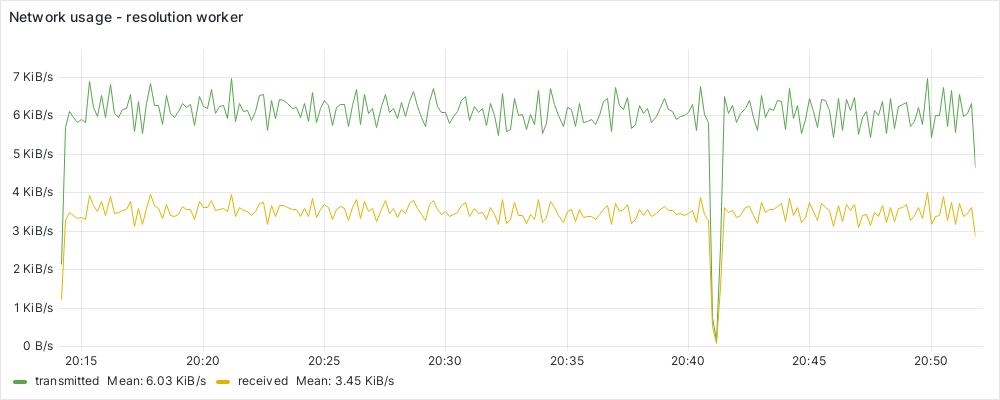 Network usage - resolution worker
7 KiB/s
6 KiB/s
5 KiB/s
4 KiB/s
3 KiB/s
2 KiB/s
1 KiB/s
0 B/s
20:15 20:20 20:25 20:30 20:35 20:40 20:45 20:50
transmitted Mean: 6.03 KiB/s received Mean: 3.45 KiB/s